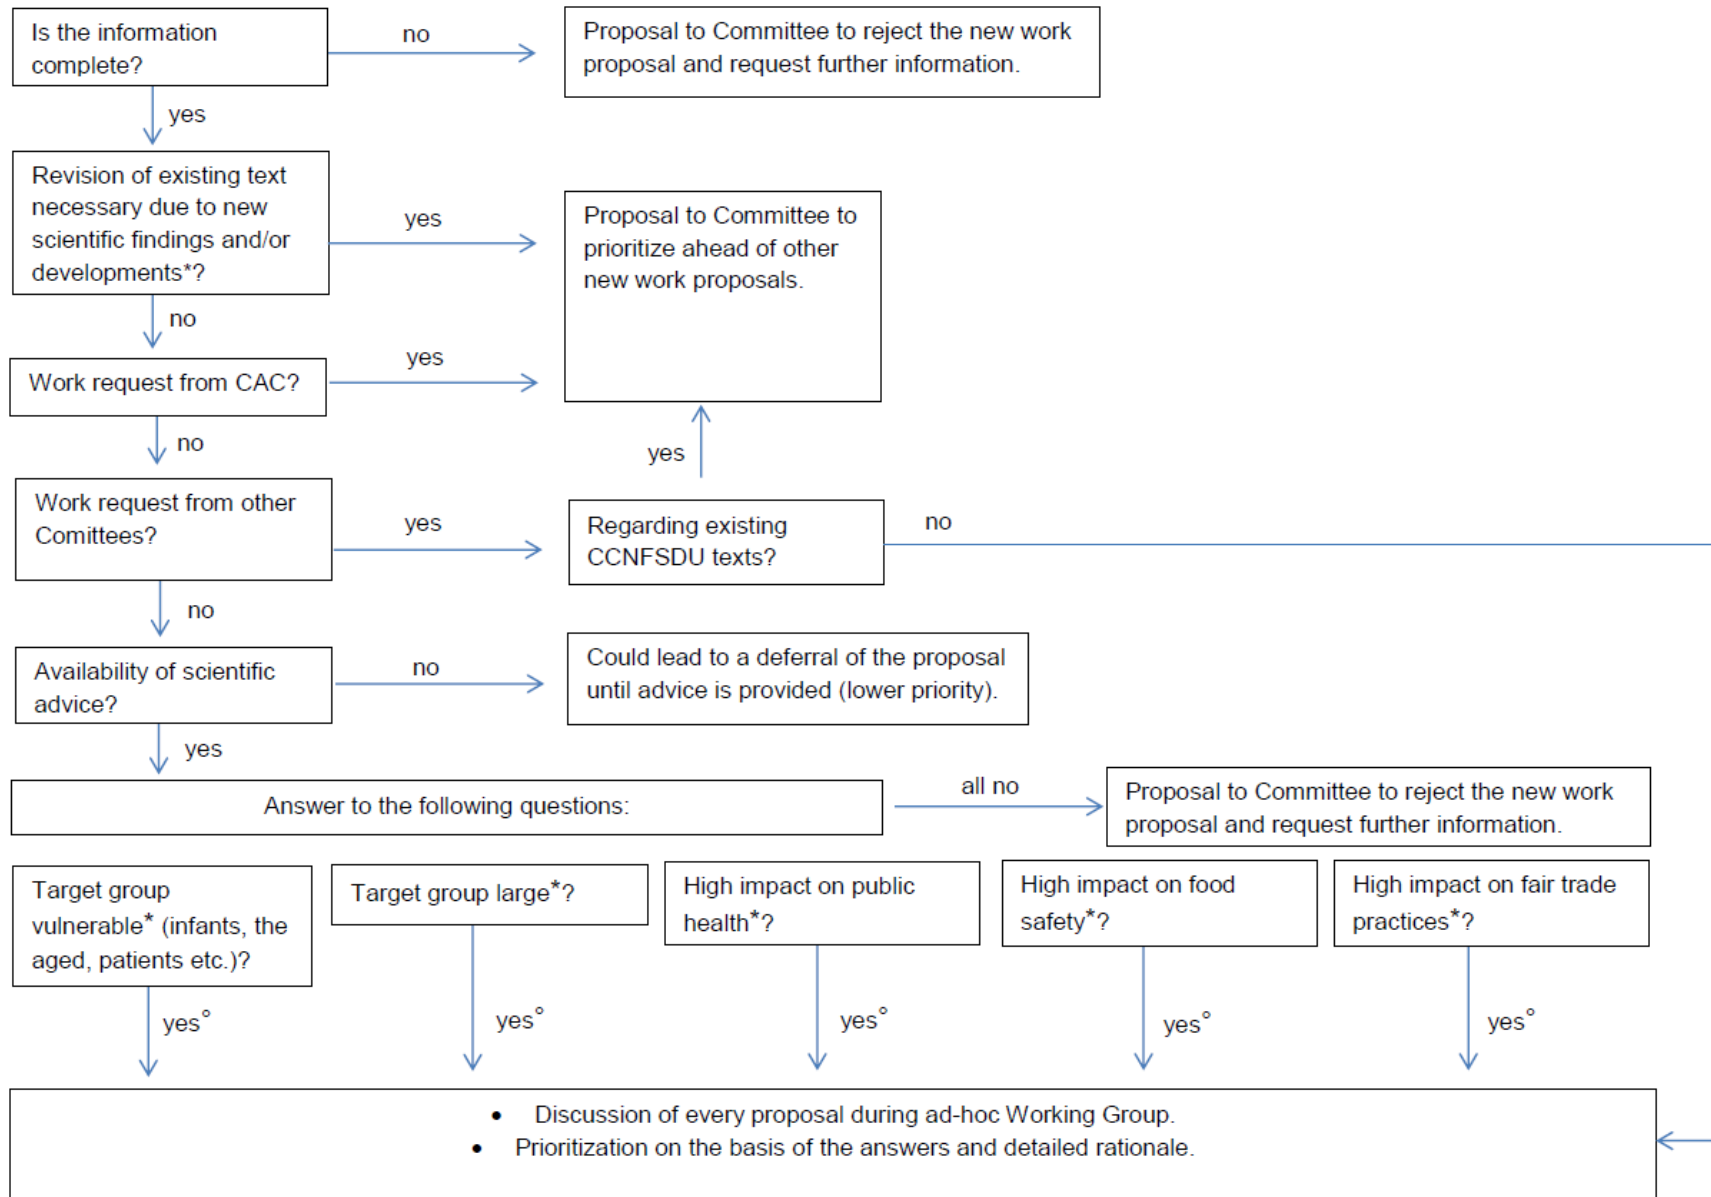 Is the information
complete?
no
Proposal to Committee to reject the new work
proposal and request further information.
yes
Revision of existing text
necessary due to new
scientific findings and/or
developments*?
yes
Proposal to Committee to
prioritize ahead of other
new work proposals.
no
Work request from CAC?
yes
no
yes
Work request from other
Comittees?
yes
Regarding existing
CCNFSDU texts?
no
no
Availability of scientific
advice?
no
Could lead to a deferral of the proposal
until advice is provided (lower priority).
yes
Answer to the following questions:
all no
Proposal to Committee to reject the new work
proposal and request further information.
Target group
vulnerable* (infants, the
aged, patients etc.)?
Target group large*?
High impact on public
health*?
High impact on food
safety*?
High impact on fair trade
practices*?
yes°
yes°
yes°
yes°
yes°
• Discussion of every proposal during ad-hoc Working Group.
• Prioritization on the basis of the answers and detailed rationale.